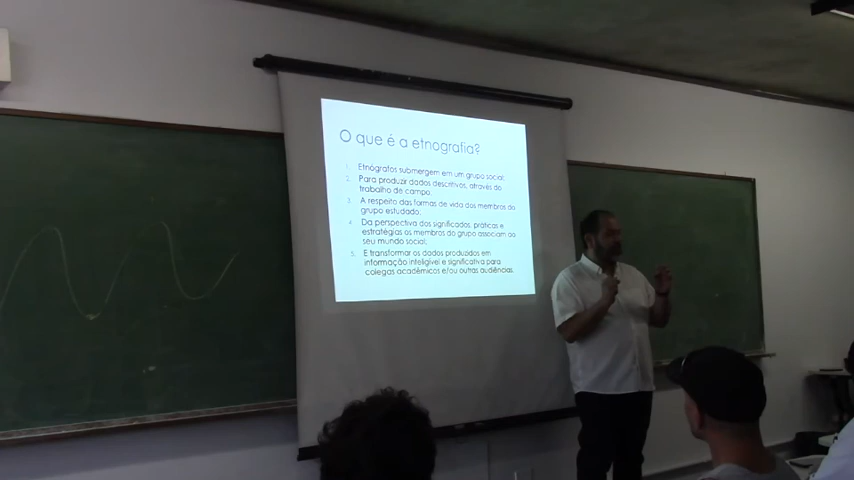 O que é a etnografia?
1. Etnógrafos submergem em um grupo social;
2. Para produzir dados descritivos, através do
trabalho de campo,
3. A respeito das formas de vida dos membros do
grupo estudado;
4. Da perspectiva dos significados, práticas e
estratégias os membros do grupo associam ao
seu mundo social;
5. E transformar os dados produzidos em
informação inteligível e significativa para
colegas acadêmicos e/ou outras audiências.